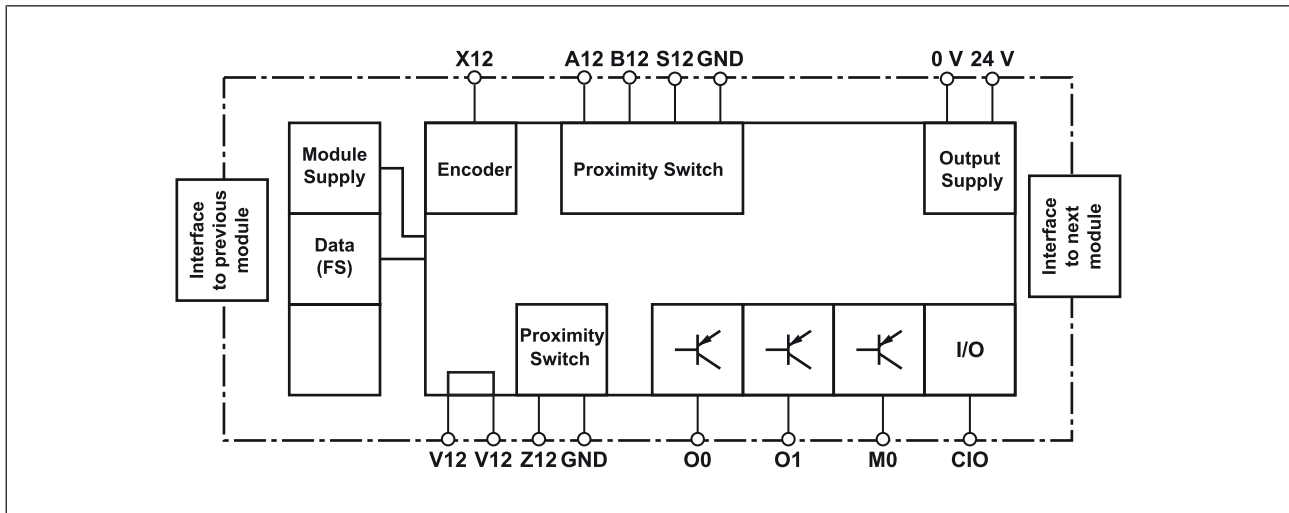 X12
A12 B12 S12 GND
0 V 24 V
Module
Supply
Encoder
Proximity Switch
Output
Supply
Interface
to previous
module
Data
(FS)
Interface
to next
module
Proximity
Switch
I/O
V12 V12 Z12 GND
O0
O1
M0
CIO